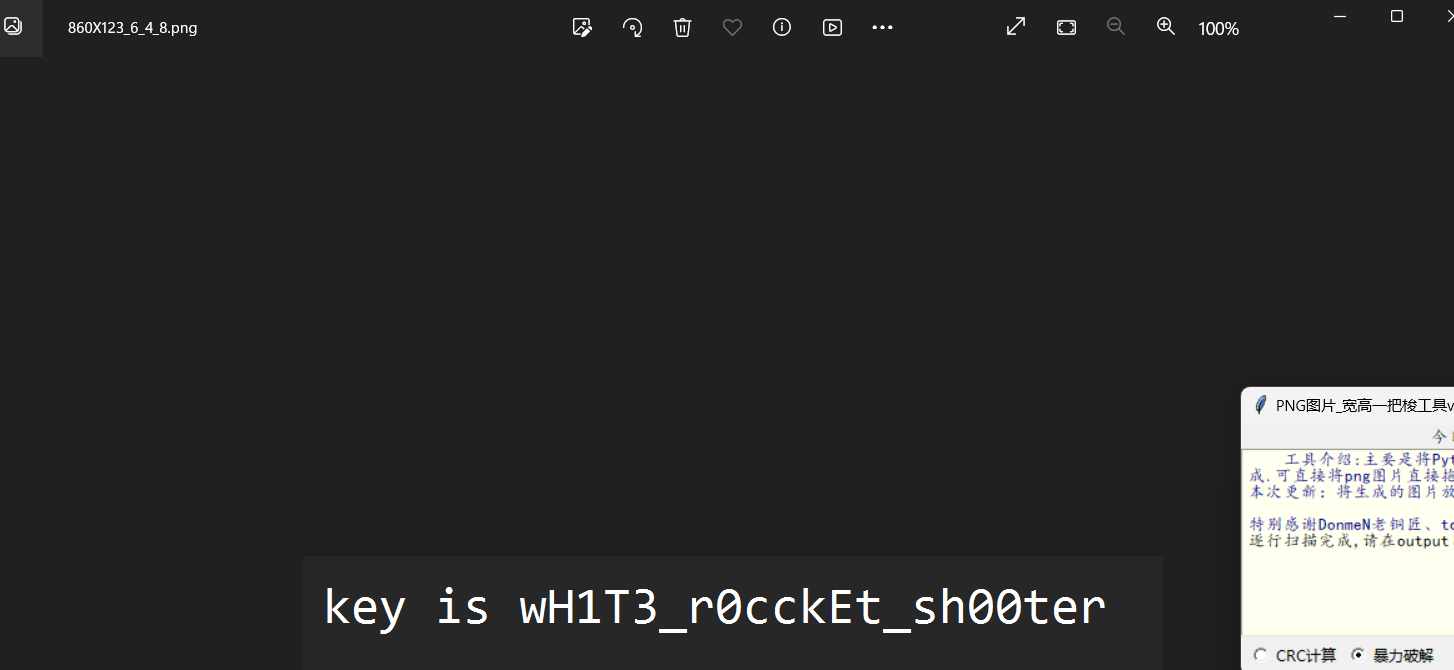 860X123_6_4_8.png
100%
PNG图片_宽高一把梭工具v
今
工具介绍:主要是将Pyt
成.可直接将png图片直接拖
本次更新: 将生成的图片放
特别感谢DonmeN老铜匠、to
逐行扫描完成,请在output
key is wH1T3_r0cckEt_sh00ter
CRC计算 暴力破解